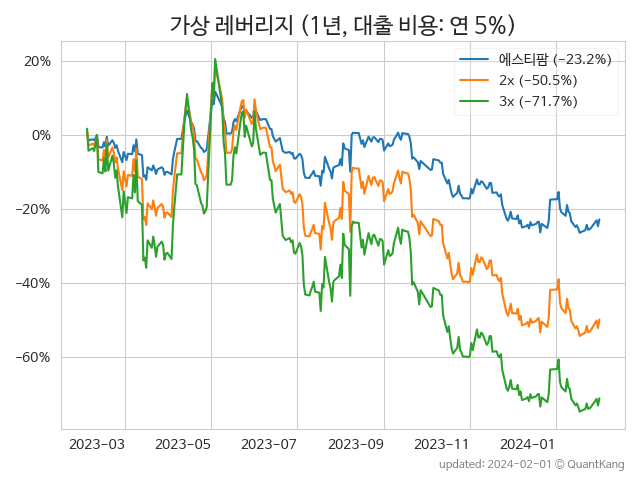 가상 레버리지 (1년, 대출 비용: 연 5%)
에스티팜 (−23.2%)
2x (−50.5%)
3x (−71.7%)
20%
0%
−20%
−40%
−60%
2023-03 2023-05 2023-07 2023-09 2023-11 2024-01
updated: 2024-02-01 © QuantKang